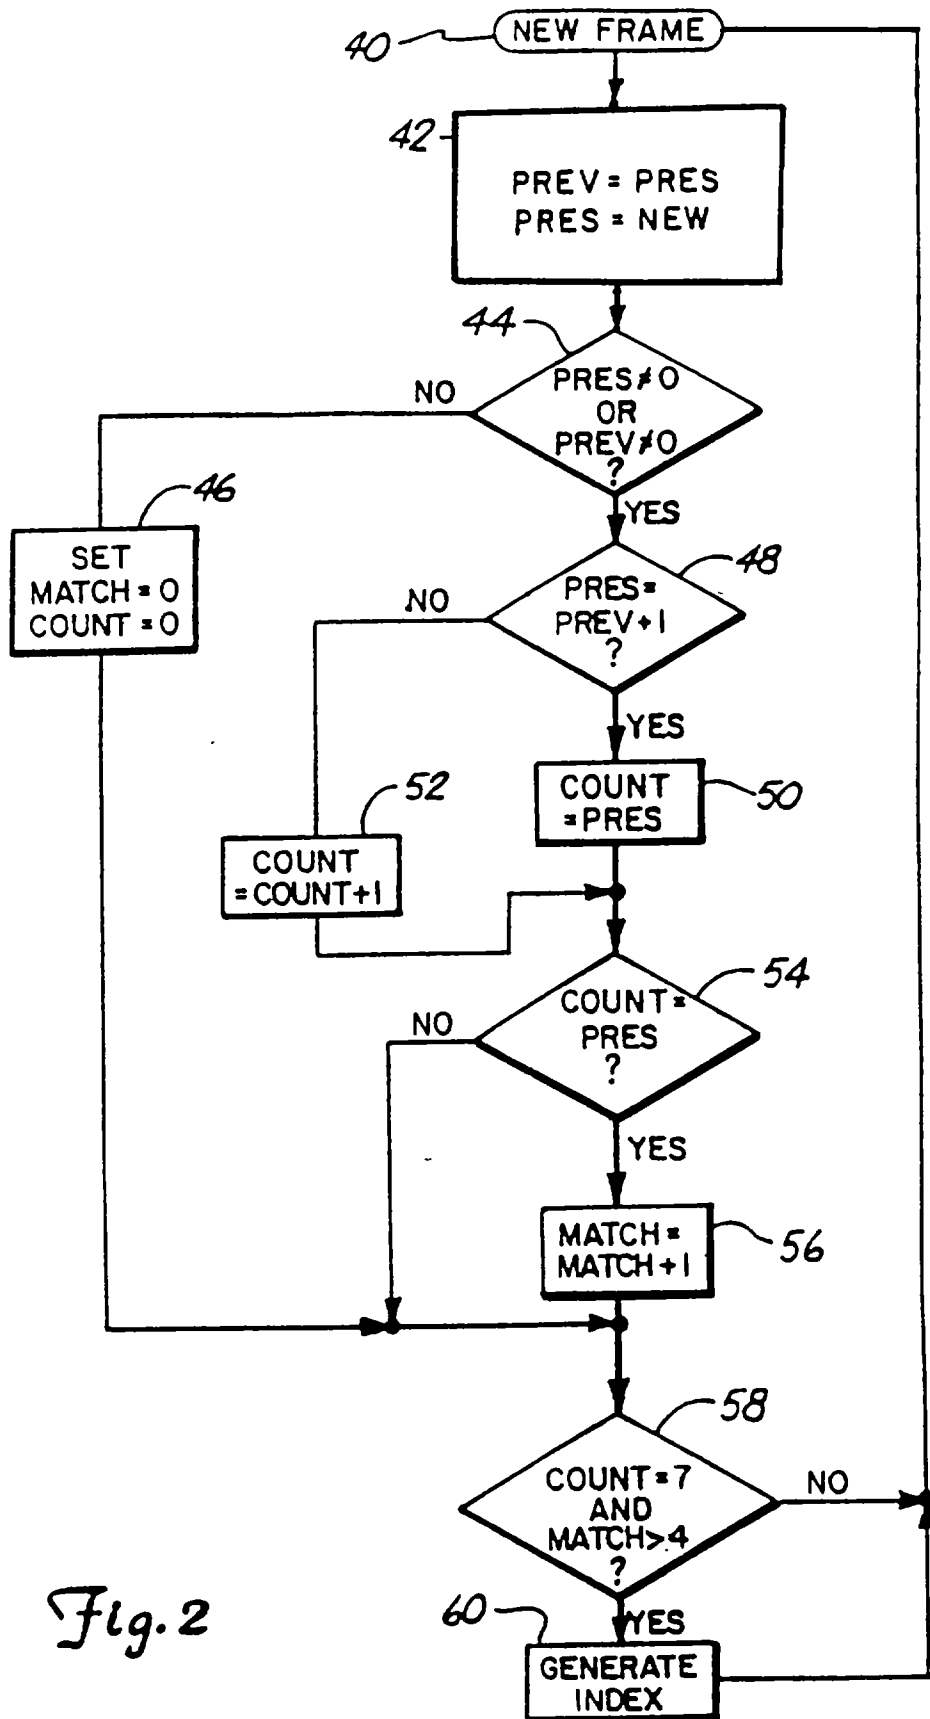 NEW FRAME
40
42
PREV = PRES
PRES = NEW
44
PRES≠0
OR
PREV≠0
?
NO
YES
46
SET
MATCH = 0
COUNT = 0
48
PRES =
PREV+1
?
NO
YES
50
COUNT
=PRES
52
COUNT
=COUNT+1
54
COUNT =
PRES
?
NO
YES
56
MATCH =
MATCH +1
58
COUNT=7
AND
MATCH>4
?
NO
YES
60
GENERATE
INDEX
Fig. 2